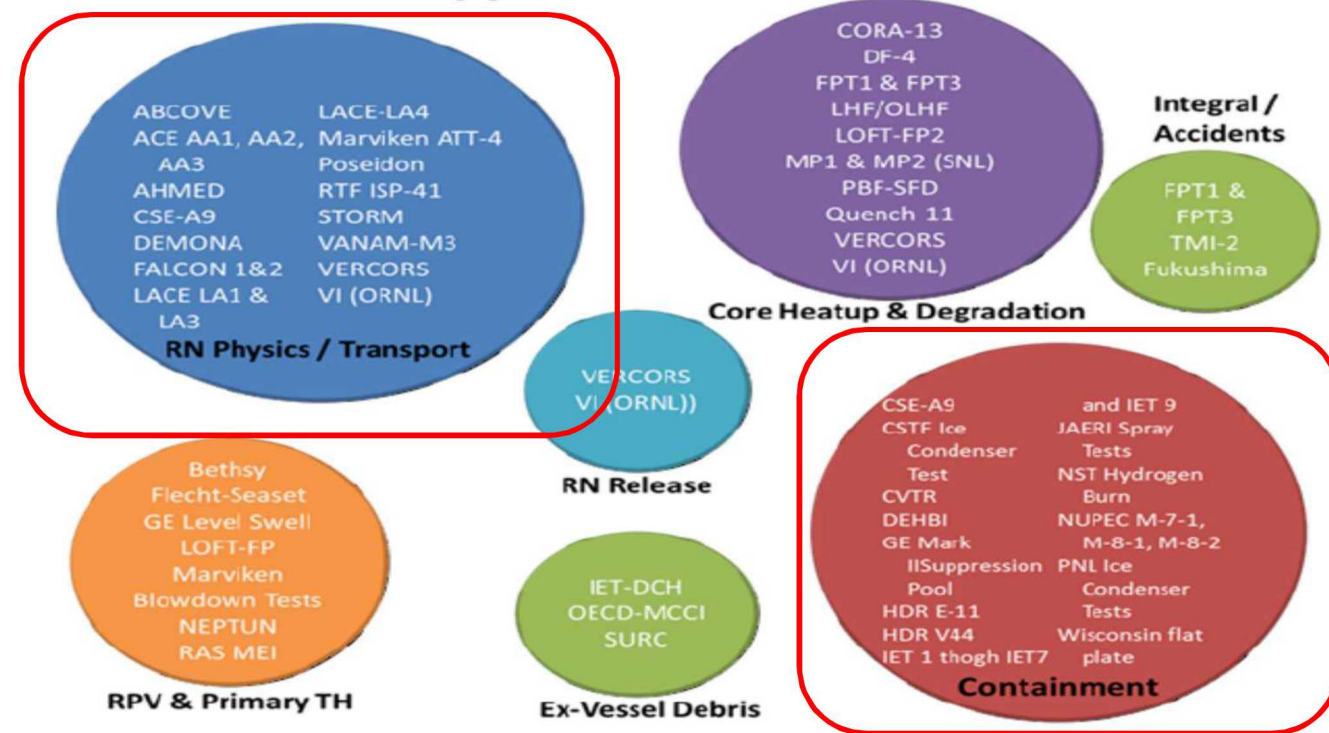 ABCOVE
ACE AA1, AA2,
AA3
AHMED
CSE-A9
DEMONA
FALCON 1&2
LACE LA1 &
LA3
LACE-LA4
Marviken ATT-4
Poseidon
RTF ISP-41
STORM
VANAM-M3
VERCORS
VI (ORNL)
RN Physics / Transport
CORA-13
DF-4
FPT1 & FPT3
LHF/OLHF
LOFT-FP2
MP1 & MP2 (SNL)
PBF-SFD
Quench 11
VERCORS
VI (ORNL)
Core Heatup & Degradation
Integral /
Accidents
FPT1 &
FPT3
TMI-2
Fukushima
VERCORS
VI (ORNL))
RN Release
Bethsy
Flecht-Seaset
GE Level Swell
LOFT-FP
Marviken
Blowdown Tests
NEPTUN
RAS MEI
RPV & Primary TH
IET-DCH
OECD-MCCI
SURC
Ex-Vessel Debris
CSE-A9
CSTF Ice
Condenser
Test
CVTR
DEHBI
GE Mark
IISuppression
Pool
HDR E-11
HDR V44
IET 1 thogh IET7
and IET 9
JAERI Spray
Tests
NST Hydrogen
Burn
NUPEC M-7-1,
M-8-1, M-8-2
PNL Ice
Condenser
Tests
Wisconsin flat
plate
Containment